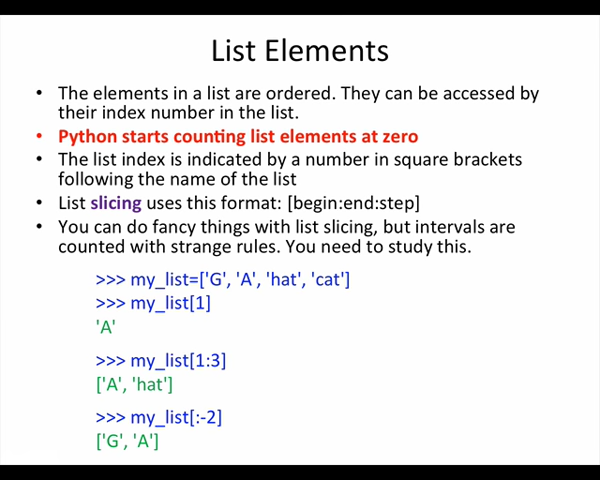 List Elements
• The elements in a list are ordered. They can be accessed by
their index number in the list.
• Python starts counting list elements at zero
• The list index is indicated by a number in square brackets
following the name of the list
• List slicing uses this format: [begin:end:step]
• You can do fancy things with list slicing, but intervals are
counted with strange rules. You need to study this.
>>> my_list=['G', 'A', 'hat', 'cat']
>>> my_list[1]
'A'
>>> my_list[1:3]
['A', 'hat']
>>> my_list[:-2]
['G', 'A']